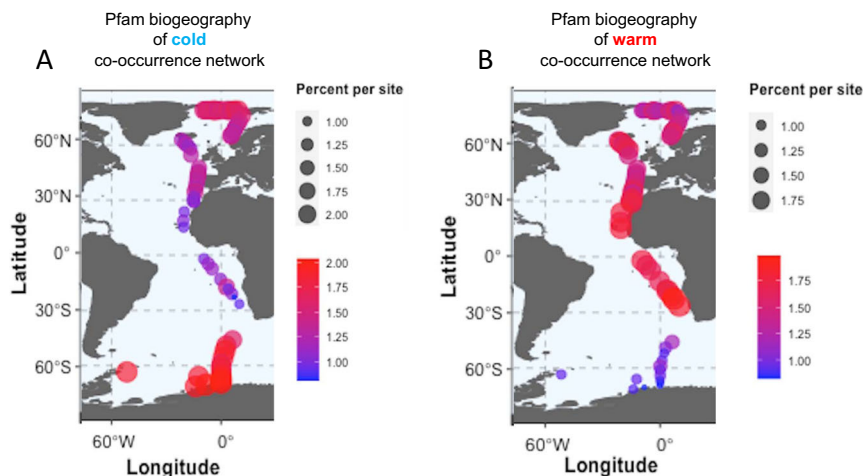 Pfam biogeography
of cold
co-occurrence network
A
Percent per site
1.00
1.25
1.50
1.75
2.00
2.00
1.75
1.50
1.25
1.00
Latitude
60°N
30°N
0°
30°S
60°S
60°W
0°
Longitude
Pfam biogeography
of warm
co-occurrence network
B
Percent per site
1.00
1.25
1.50
1.75
1.75
1.50
1.25
1.00
Latitude
60°N
30°N
0°
30°S
60°S
60°W
0°
Longitude